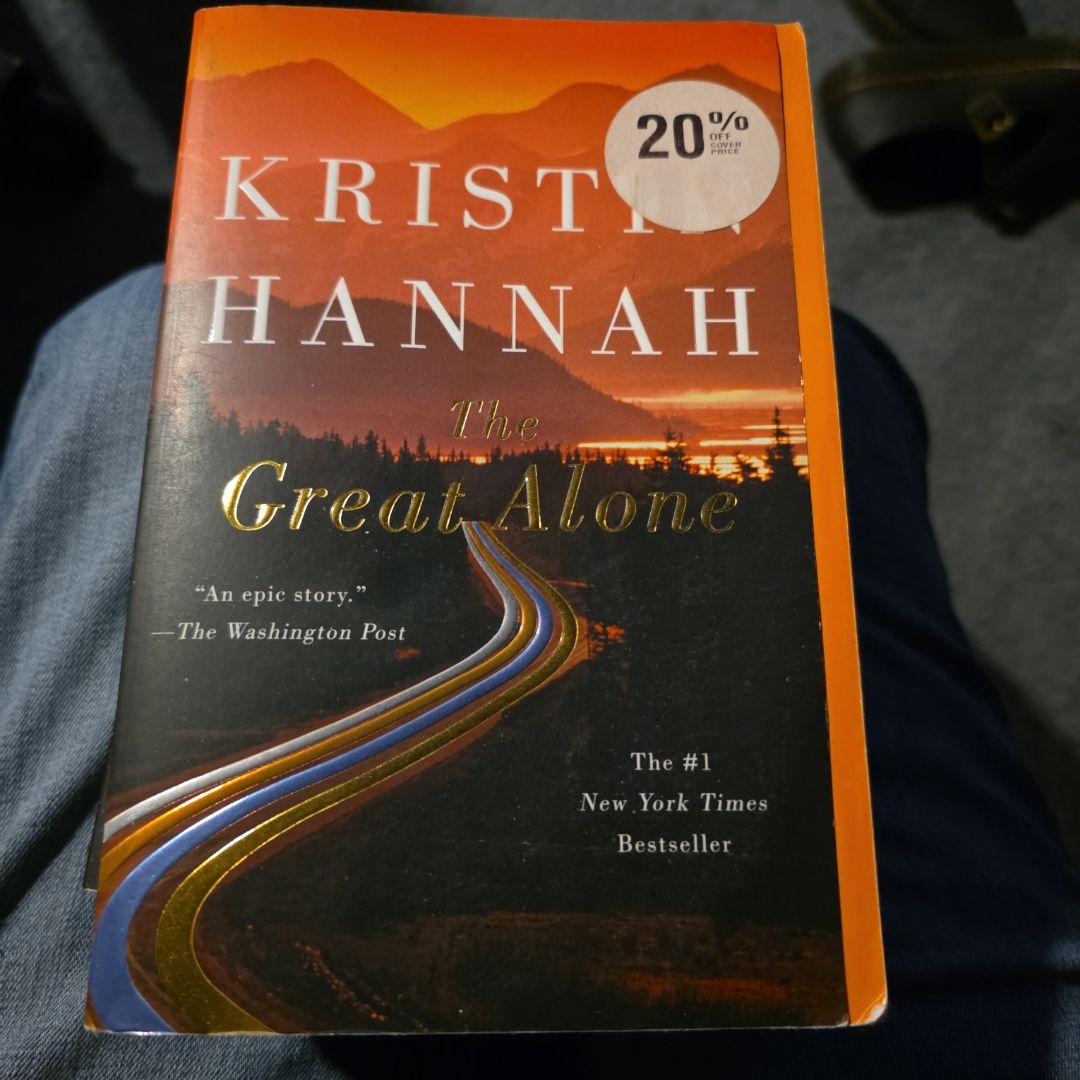 20%
OFF
COVER
PRICE
KRISTIN
HANNAH
The
Great Alone
“An epic story.”
—The Washington Post
The #1
New York Times
Bestseller